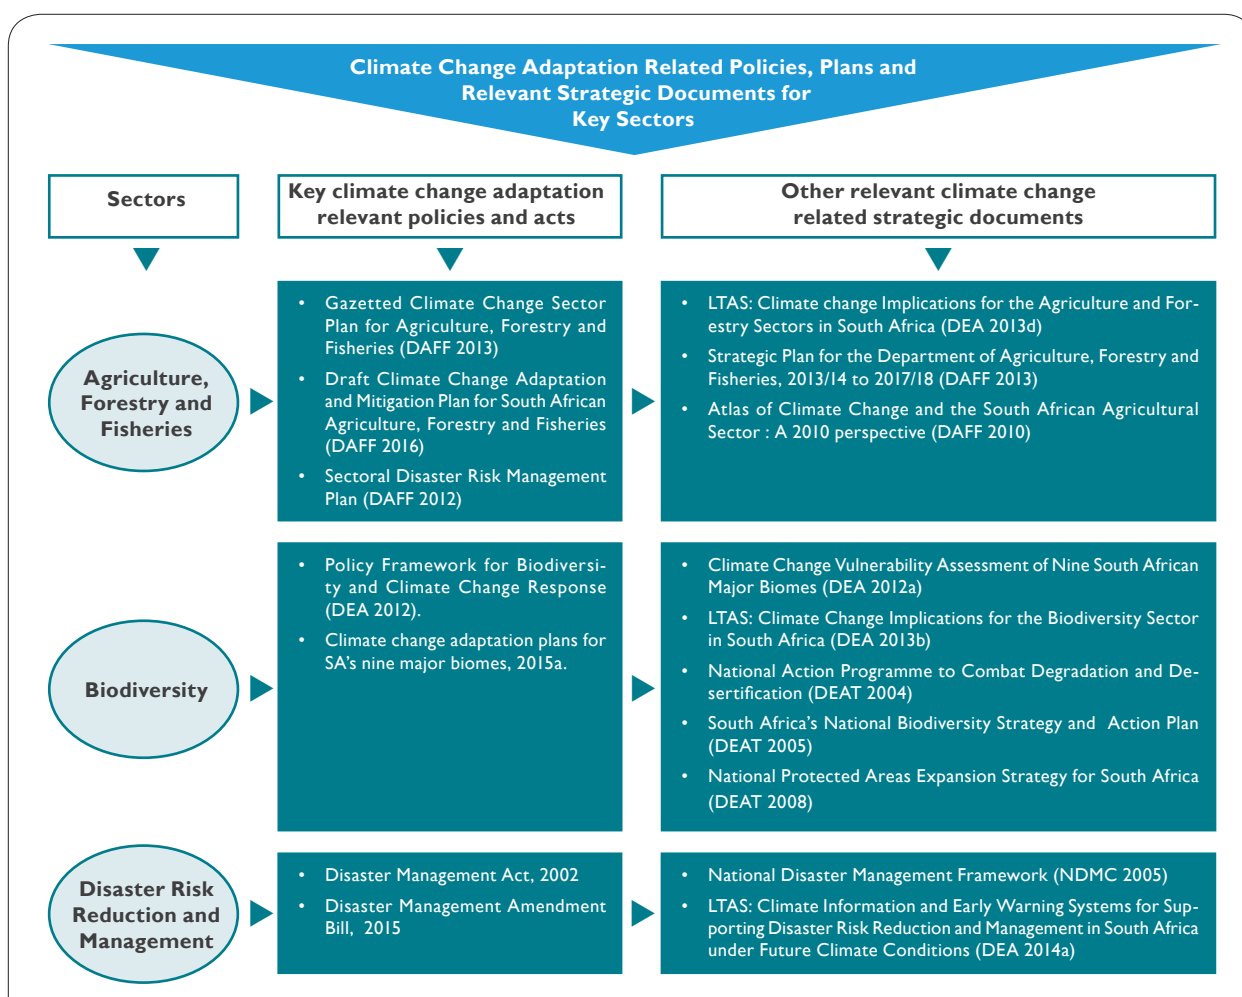 Climate Change Adaptation Related Policies, Plans and
Relevant Strategic Documents for
Key Sectors
Sectors
Key climate change adaptation
relevant policies and acts
Other relevant climate change
related strategic documents
Agriculture,
Forestry and
Fisheries
• Gazetted Climate Change Sector
Plan for Agriculture, Forestry and
Fisheries (DAFF 2013)
• Draft Climate Change Adaptation
and Mitigation Plan for South African
Agriculture, Forestry and Fisheries
(DAFF 2016)
• Sectoral Disaster Risk Management
Plan (DAFF 2012)
• LTAS: Climate change Implications for the Agriculture and For-
estry Sectors in South Africa (DEA 2013d)
• Strategic Plan for the Department of Agriculture, Forestry and
Fisheries, 2013/14 to 2017/18 (DAFF 2013)
• Atlas of Climate Change and the South African Agricultural
Sector : A 2010 perspective (DAFF 2010)
Biodiversity
• Policy Framework for Biodiversi-
ty and Climate Change Response
(DEA 2012).
• Climate change adaptation plans for
SA's nine major biomes, 2015a.
• Climate Change Vulnerability Assessment of Nine South African
Major Biomes (DEA 2012a)
• LTAS: Climate Change Implications for the Biodiversity Sector
in South Africa (DEA 2013b)
• National Action Programme to Combat Degradation and De-
sertification (DEAT 2004)
• South Africa's National Biodiversity Strategy and Action Plan
(DEAT 2005)
• National Protected Areas Expansion Strategy for South Africa
(DEAT 2008)
Disaster Risk
Reduction and
Management
• Disaster Management Act, 2002
• Disaster Management Amendment
Bill, 2015
• National Disaster Management Framework (NDMC 2005)
• LTAS: Climate Information and Early Warning Systems for Sup-
porting Disaster Risk Reduction and Management in South Africa
under Future Climate Conditions (DEA 2014a)